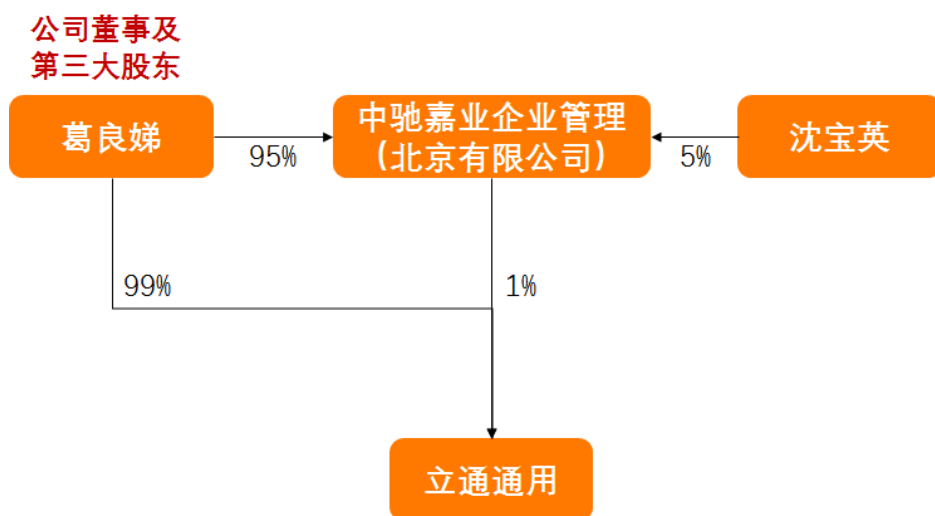 公司董事及
第三大股东
葛良娣
95%
中驰嘉业企业管理
(北京有限公司)
5%
沈宝英
99%
1%
立通通用